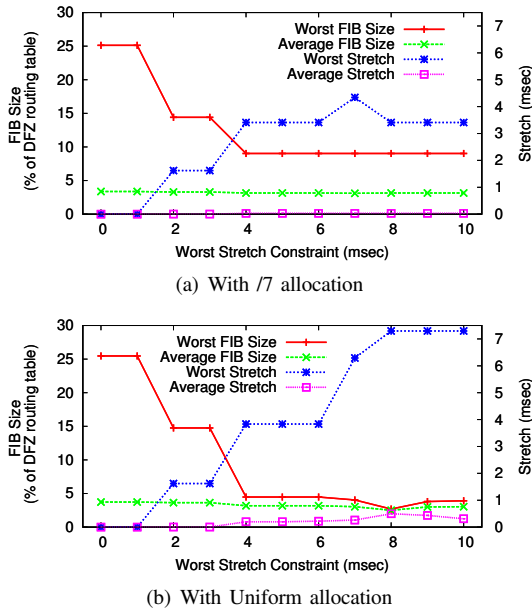 30
25
20
15
10
5
0
FIB Size
(% of DFZ routing table)
Worst FIB Size
Average FIB Size
Worst Stretch
Average Stretch
7
6
5
4
3
2
1
0
Stretch (msec)
0 2 4 6 8 10
Worst Stretch Constraint (msec)
(a) With /7 allocation
30
25
20
15
10
5
0
FIB Size
(% of DFZ routing table)
Worst FIB Size
Average FIB Size
Worst Stretch
Average Stretch
7
6
5
4
3
2
1
0
Stretch (msec)
0 2 4 6 8 10
Worst Stretch Constraint (msec)
(b) With Uniform allocation